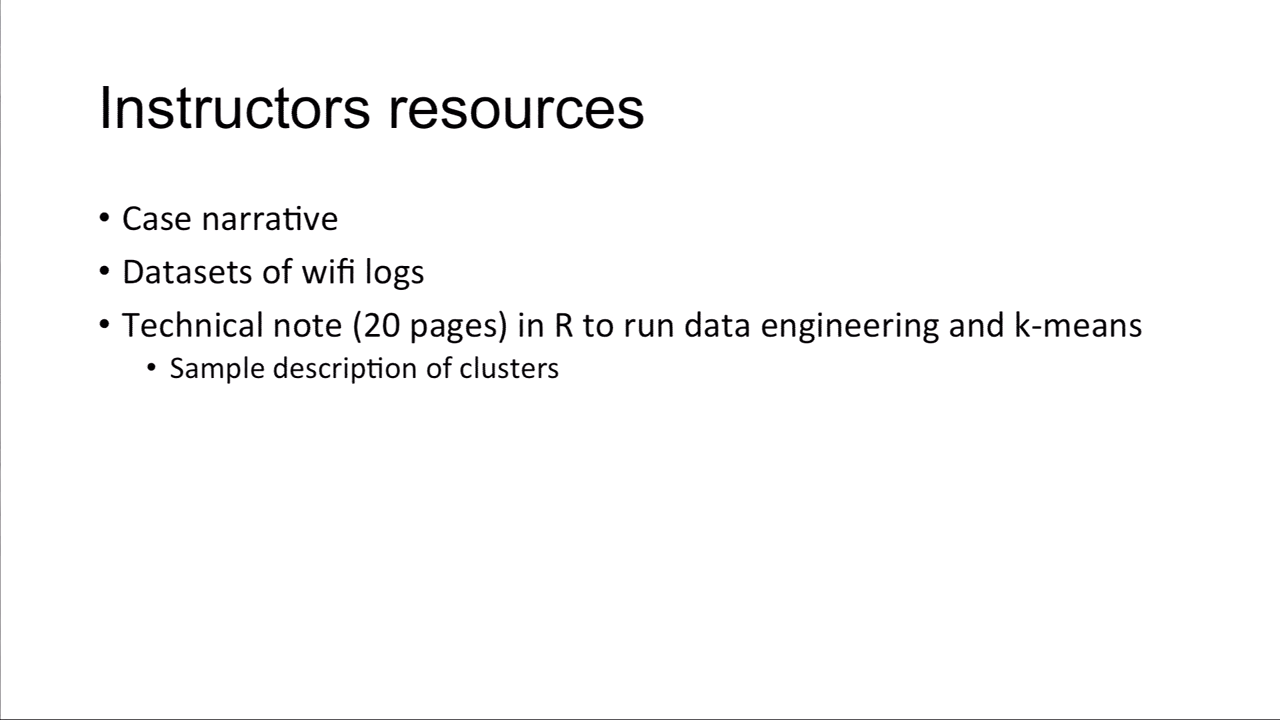 Instructors resources
• Case narrative
• Datasets of wifi logs
• Technical note (20 pages) in R to run data engineering and k-means
• Sample description of clusters